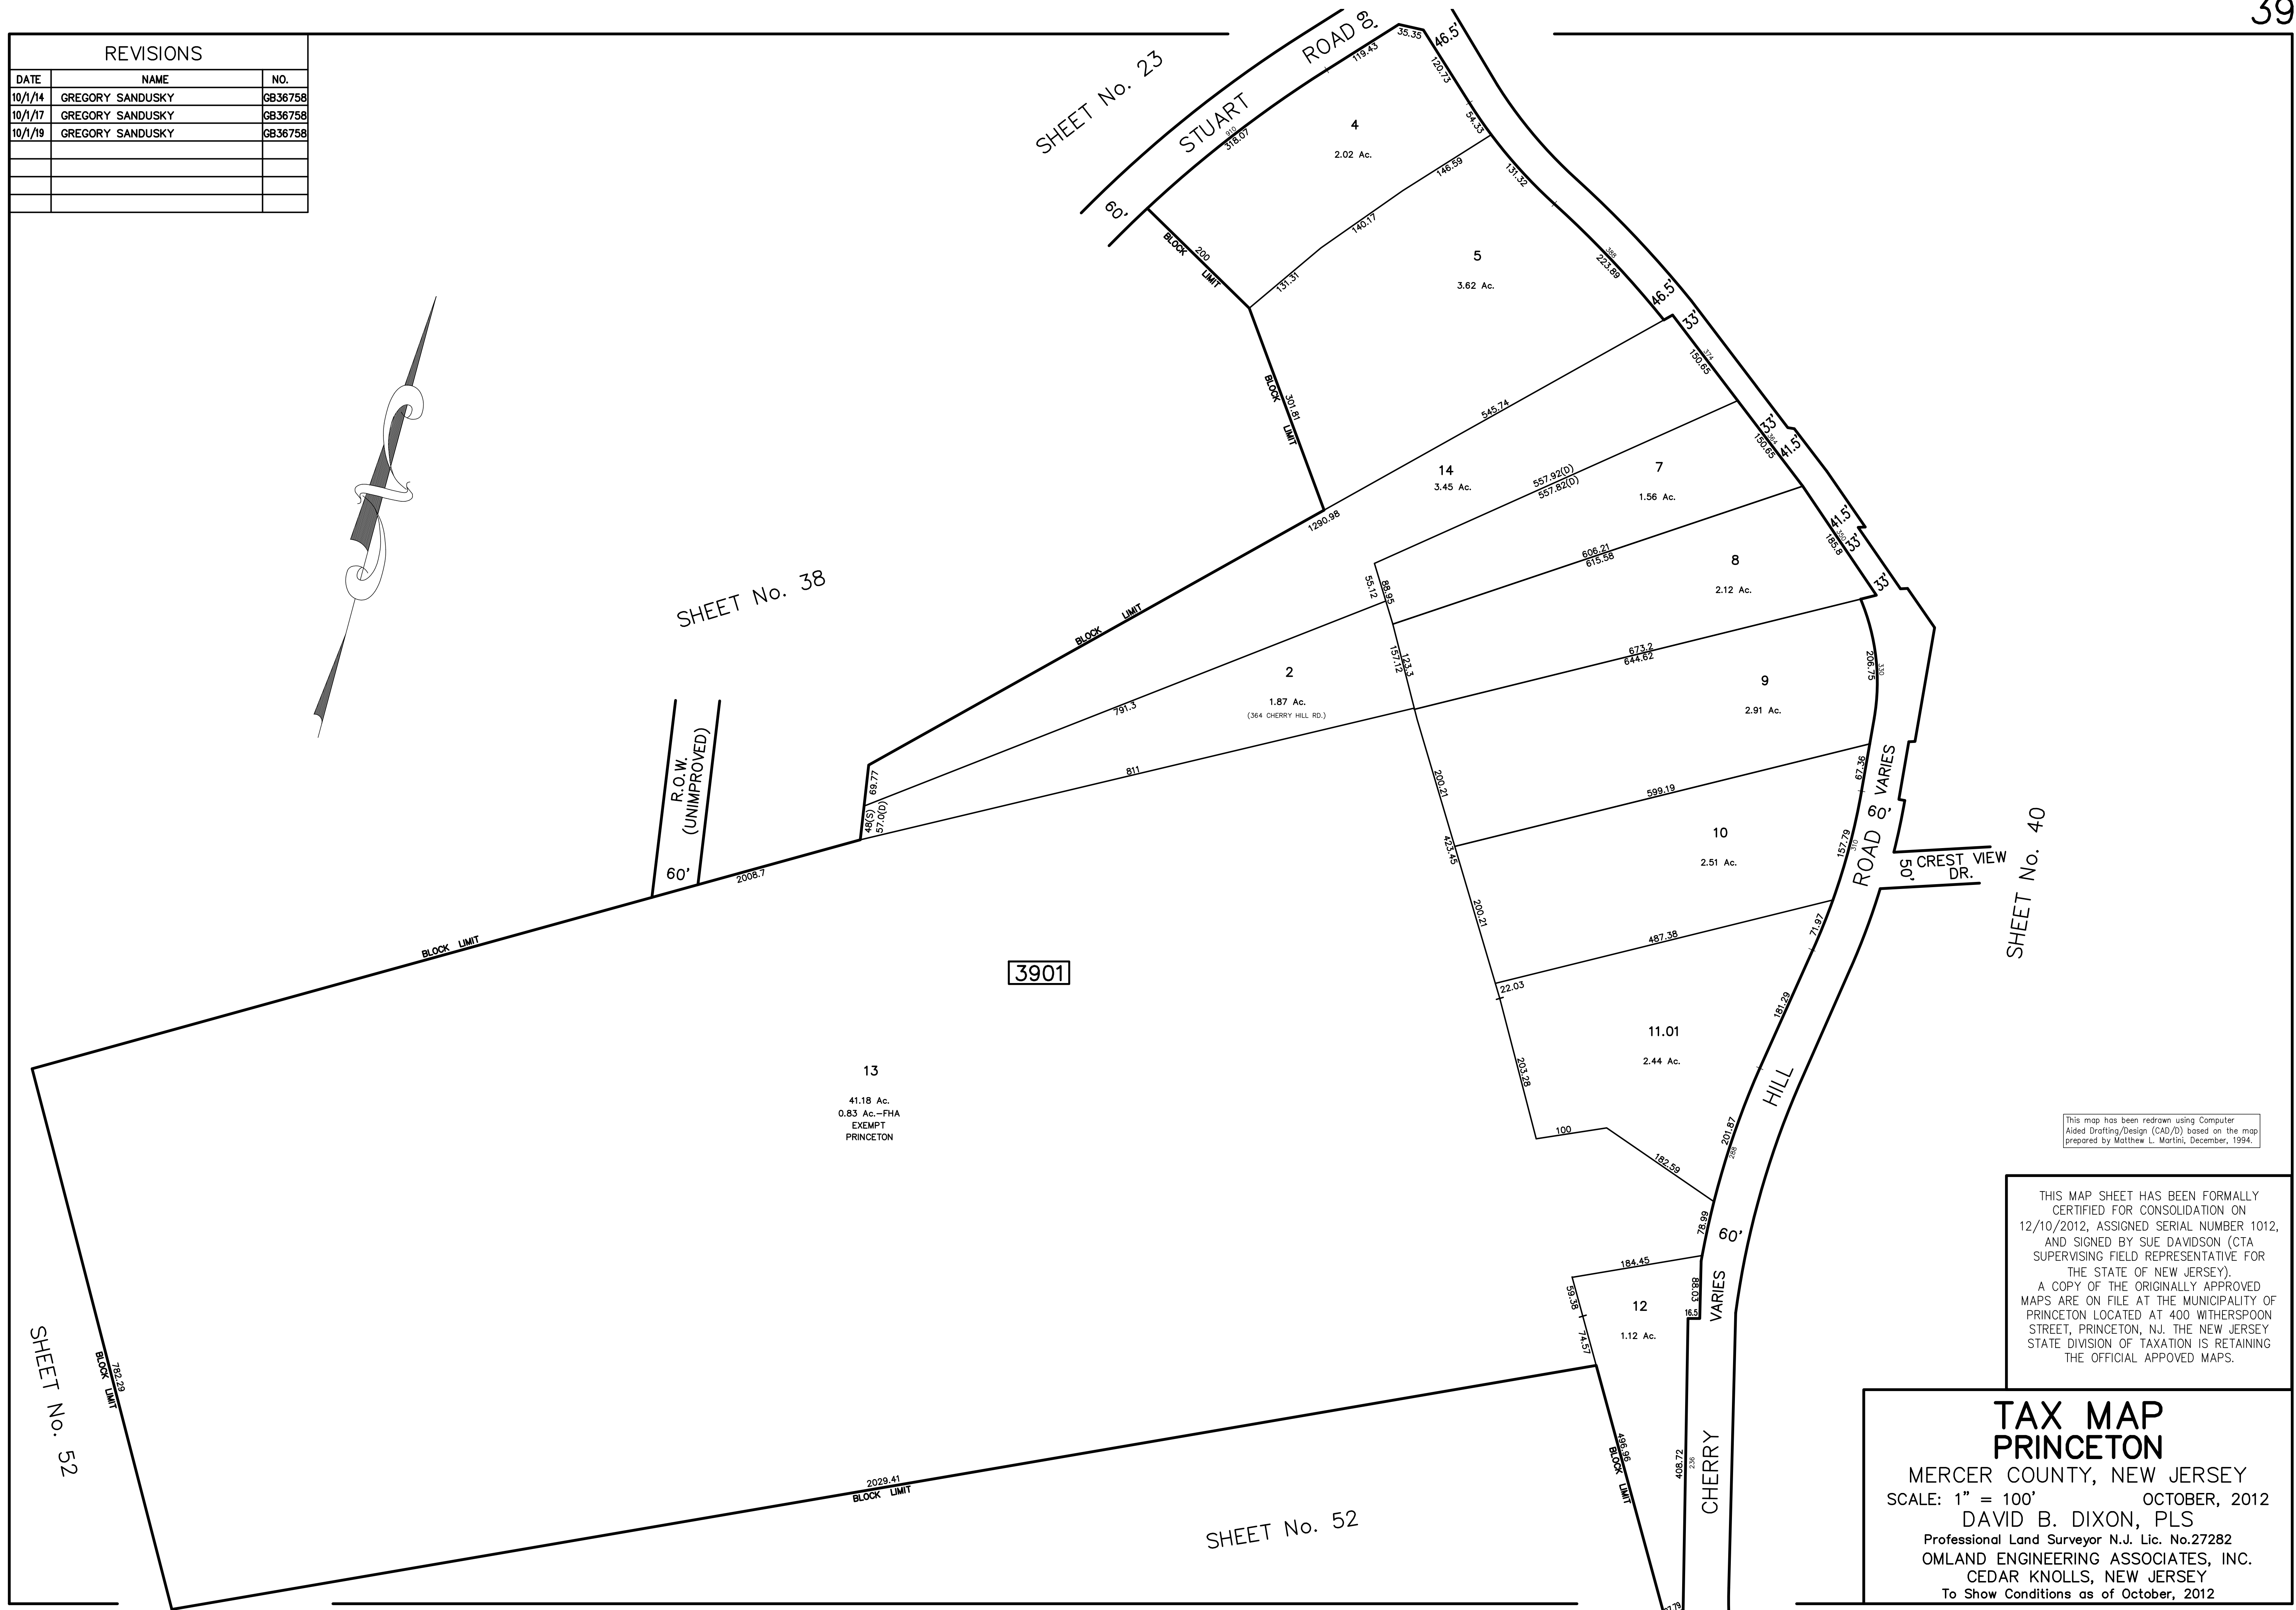 39
REVISIONS
DATE NAME NO.
10/1/14 GREGORY SANDUSKY GB36758
10/1/17 GREGORY SANDUSKY GB36758
10/1/19 GREGORY SANDUSKY GB36758
SHEET No. 23
STUART ROAD
60'
60'
46.5'
35.35
119.43
120.73
910
318.07
54.33
4
2.02 Ac.
146.59
131.32
140.17
131.31
200
BLOCK LIMIT
5
3.62 Ac.
388
223.89
46.5'
33'
374
150.65
301.81
BLOCK LIMIT
545.74
33'
364
150.65
41.5'
14
3.45 Ac.
557.92(D)
557.82(D)
7
1.56 Ac.
1290.98
41.5'
350
185.8
33'
606.21
615.58
8
2.12 Ac.
33'
55.12
88.95
SHEET No. 38
BLOCK LIMIT
157.12
123.3
673.2
644.62
206.75
330
2
1.87 Ac.
(364 CHERRY HILL RD.)
791.3
9
2.91 Ac.
R.O.W.
(UNIMPROVED)
60'
69.77
48(S)
57.0(D)
811
200.21
67.36
VARIES
599.19
60'
423.45
10
2.51 Ac.
157.79
310
ROAD
CREST VIEW
DR.
50'
SHEET No. 40
2008.7
BLOCK LIMIT
200.21
71.97
487.38
3901
22.03
181.29
11.01
2.44 Ac.
203.28
HILL
13
41.18 Ac.
0.83 Ac.-FHA
EXEMPT
PRINCETON
100
201.87
288
182.59
78.99
60'
184.45
88.03
VARIES
59.38
16.5
12
1.12 Ac.
74.57
SHEET No. 52
782.29
BLOCK LIMIT
2029.41
BLOCK LIMIT
496.96
BLOCK LIMIT
408.72
236
CHERRY
SHEET No. 52
This map has been redrawn using Computer
Aided Drafting/Design (CAD/D) based on the map
prepared by Matthew L. Martini, December, 1994.
THIS MAP SHEET HAS BEEN FORMALLY
CERTIFIED FOR CONSOLIDATION ON
12/10/2012, ASSIGNED SERIAL NUMBER 1012,
AND SIGNED BY SUE DAVIDSON (CTA
SUPERVISING FIELD REPRESENTATIVE FOR
THE STATE OF NEW JERSEY).
A COPY OF THE ORIGINALLY APPROVED
MAPS ARE ON FILE AT THE MUNICIPALITY OF
PRINCETON LOCATED AT 400 WITHERSPOON
STREET, PRINCETON, NJ. THE NEW JERSEY
STATE DIVISION OF TAXATION IS RETAINING
THE OFFICIAL APPOVED MAPS.
TAX MAP
PRINCETON
MERCER COUNTY, NEW JERSEY
SCALE: 1" = 100' OCTOBER, 2012
DAVID B. DIXON, PLS
Professional Land Surveyor N.J. Lic. No.27282
OMLAND ENGINEERING ASSOCIATES, INC.
CEDAR KNOLLS, NEW JERSEY
To Show Conditions as of October, 2012